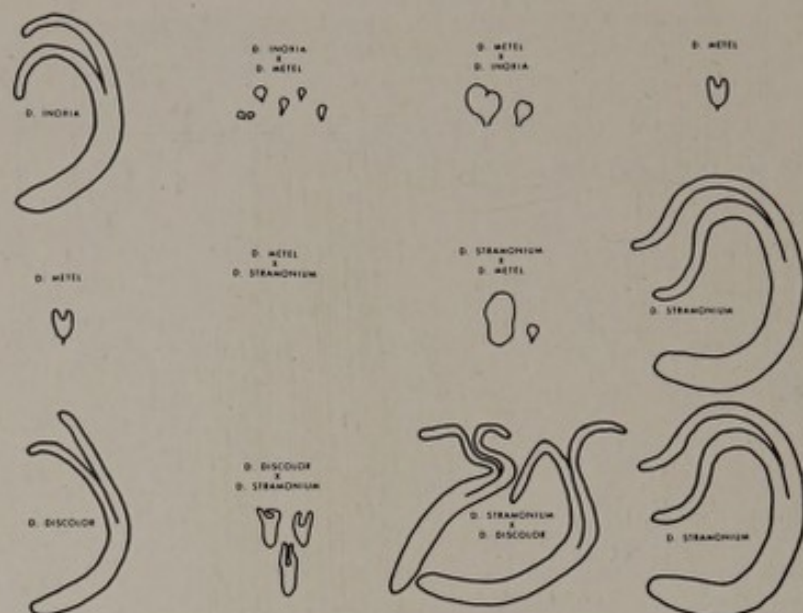 D. INOXIA
X
D. METEL
D. METEL
X
D. INOXIA
D. METEL
D. INOXIA
D. METEL
D. METEL
X
D. STRAMONIUM
D. STRAMONIUM
X
D. METEL
D. STRAMONIUM
D. DISCOLOR
D. DISCOLOR
X
D. STRAMONIUM
D. STRAMONIUM
X
D. DISCOLOR
D. STRAMONIUM